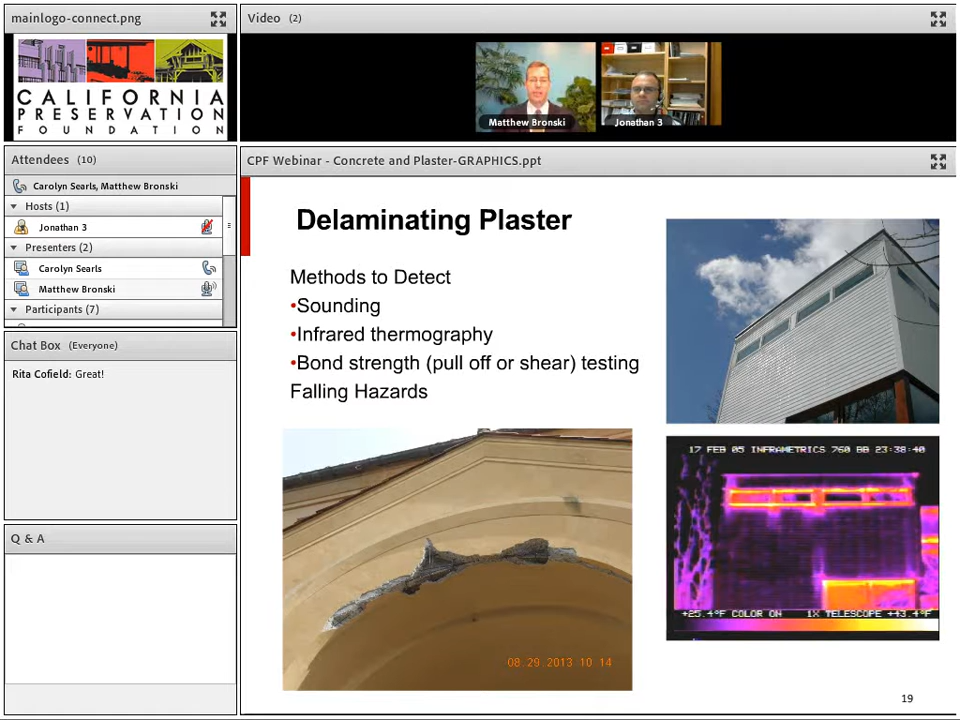 mainlogo-connect.png
CALIFORNIA
PRESERVATION
FOUNDATION
Video (2)
Matthew Bronski
Jonathan 3
Attendees (10)
Carolyn Searls, Matthew Bronski
Hosts (1)
Jonathan 3
Presenters (2)
Carolyn Searls
Matthew Bronski
Participants (7)
Chat Box (Everyone)
Rita Cofield: Great!
Q & A
CPF Webinar - Concrete and Plaster-GRAPHICS.ppt
Delaminating Plaster
Methods to Detect
•Sounding
•Infrared thermography
•Bond strength (pull off or shear) testing
Falling Hazards
08 29 2013 10 14
17 FEB 05 INFRAMETRICS 760 BB 23:38:40
+25.4°F COLOR ON 1X TELESCOPE +43.4°F
19